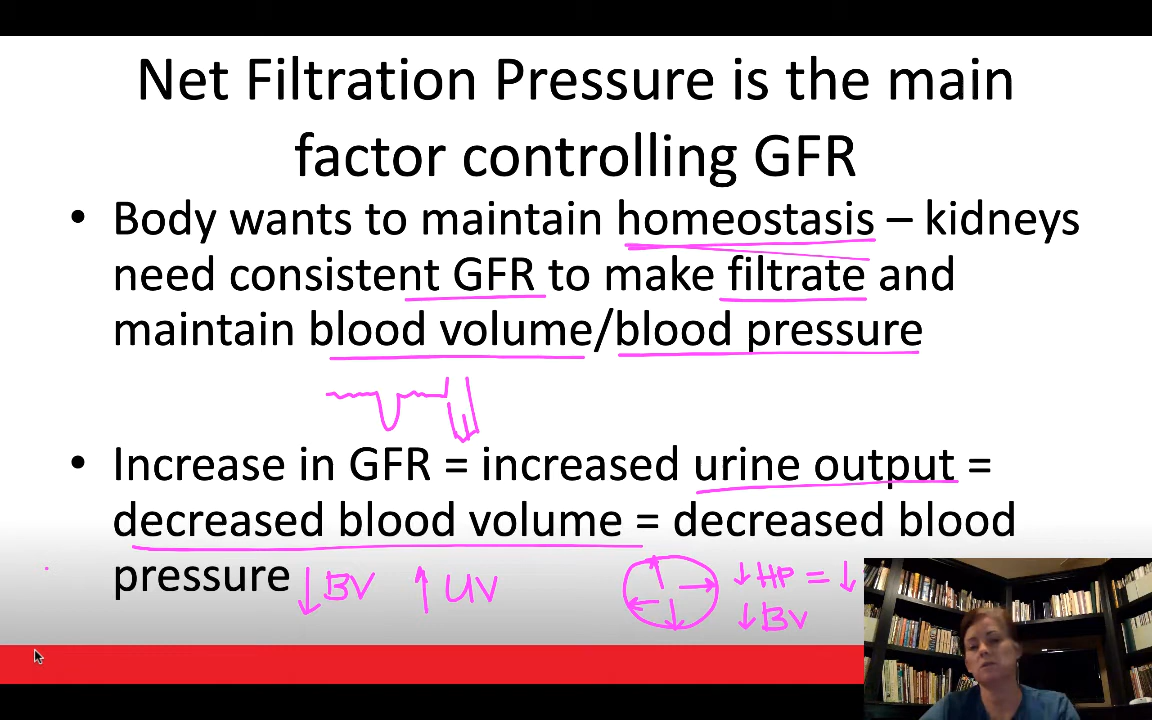 Net Filtration Pressure is the main
factor controlling GFR
• Body wants to maintain homeostasis – kidneys
need consistent GFR to make filtrate and
maintain blood volume/blood pressure
• Increase in GFR = increased urine output =
decreased blood volume = decreased blood
pressure ↓BV ↑UV ↓HP = ↓
↓BV